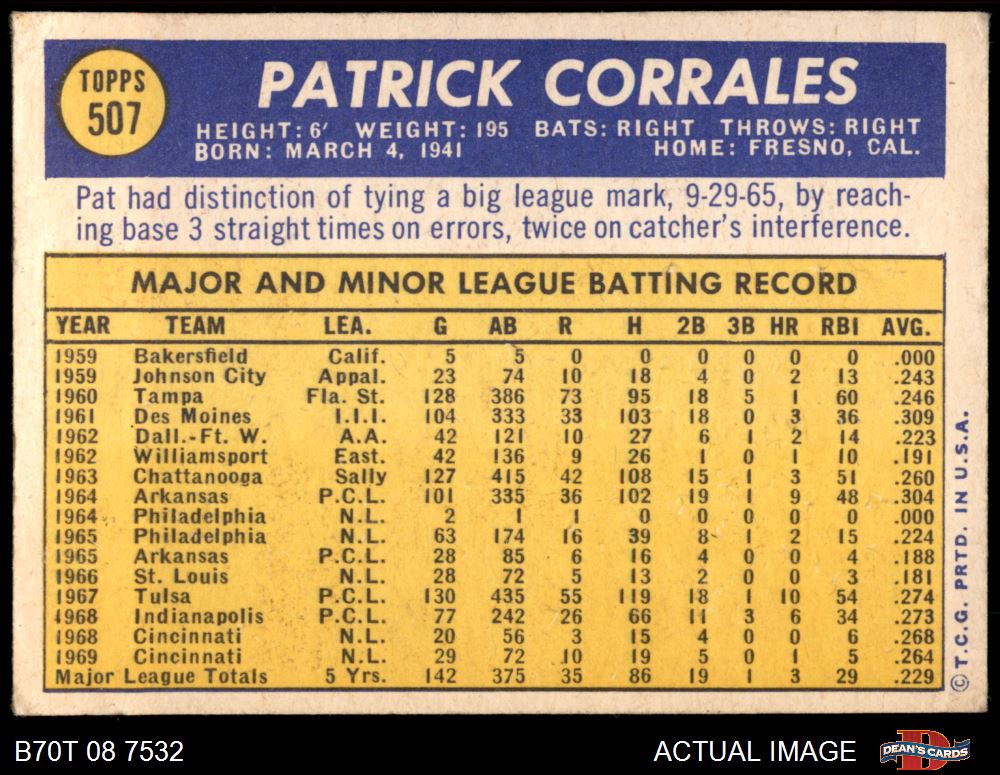 TOPPS
507
PATRICK CORRALES
HEIGHT: 6' WEIGHT: 195 BATS: RIGHT THROWS: RIGHT
BORN: MARCH 4, 1941 HOME: FRESNO, CAL.
Pat had distinction of tying a big league mark, 9-29-65, by reach-
ing base 3 straight times on errors, twice on catcher's interference.
MAJOR AND MINOR LEAGUE BATTING RECORD
YEAR TEAM LEA. G AB R H 2B 3B HR RBI AVG.
1959 Bakersfield Calif. 5 5 0 0 0 0 0 0 .000
1959 Johnson City Appal. 23 74 10 18 4 0 2 13 .243
1960 Tampa Fla. St. 128 386 73 95 18 5 1 60 .246
1961 Des Moines I.I.I. 104 333 33 103 18 0 3 36 .309
1962 Dall.-Ft. W. A.A. 42 121 10 27 6 1 2 14 .223
1962 Williamsport East. 42 136 9 26 1 0 1 10 .191
1963 Chattanooga Sally 127 415 42 108 15 1 3 51 .260
1964 Arkansas P.C.L. 101 335 36 102 19 1 9 48 .304
1964 Philadelphia N.L. 2 1 1 0 0 0 0 0 .000
1965 Philadelphia N.L. 63 174 16 39 8 1 2 15 .224
1965 Arkansas P.C.L. 28 85 6 16 4 0 0 4 .188
1966 St. Louis N.L. 28 72 5 13 2 0 0 3 .181
1967 Tulsa P.C.L. 130 435 55 119 18 1 10 54 .274
1968 Indianapolis P.C.L. 77 242 26 66 11 3 6 34 .273
1968 Cincinnati N.L. 20 56 3 15 4 0 0 6 .268
1969 Cincinnati N.L. 29 72 10 19 5 0 1 5 .264
Major League Totals 5 Yrs. 142 375 35 86 19 1 3 29 .229
© T.C.G. PRTD. IN U.S.A.
B70T 08 7532 ACTUAL IMAGE
DEAN'S CARDS